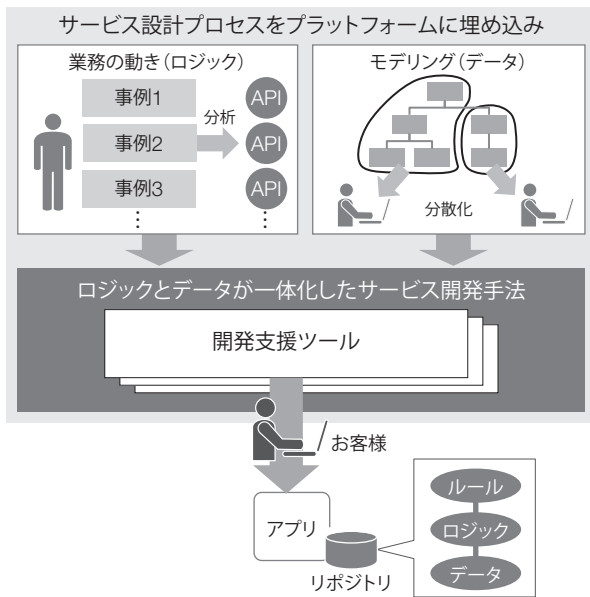 サービス設計プロセスをプラットフォームに埋め込み
業務の動き（ロジック）
事例1
分析
API
事例2
API
事例3
API
⋮
⋮
モデリング（データ）
分散化
ロジックとデータが一体化したサービス開発手法
開発支援ツール
お客様
アプリ
リポジトリ
ルール
ロジック
データ